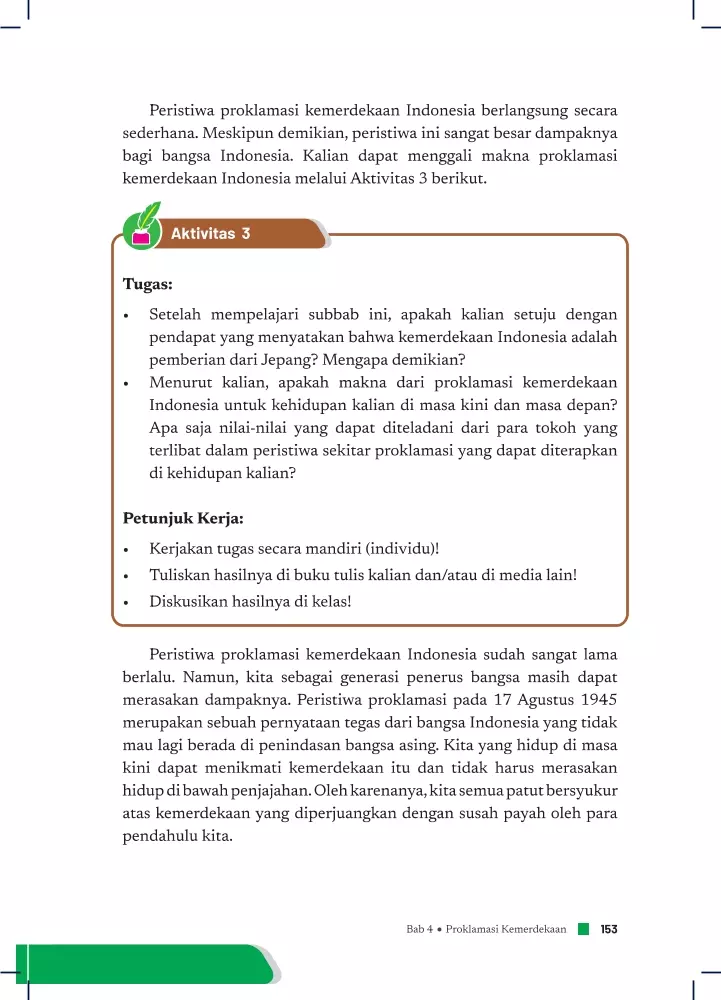 Peristiwa proklamasi kemerdekaan Indonesia berlangsung secara
sederhana. Meskipun demikian, peristiwa ini sangat besar dampaknya
bagi bangsa Indonesia. Kalian dapat menggali makna proklamasi
kemerdekaan Indonesia melalui Aktivitas 3 berikut.
Aktivitas 3
Tugas:
• Setelah mempelajari subbab ini, apakah kalian setuju dengan
pendapat yang menyatakan bahwa kemerdekaan Indonesia adalah
pemberian dari Jepang? Mengapa demikian?
• Menurut kalian, apakah makna dari proklamasi kemerdekaan
Indonesia untuk kehidupan kalian di masa kini dan masa depan?
Apa saja nilai-nilai yang dapat diteladani dari para tokoh yang
terlibat dalam peristiwa sekitar proklamasi yang dapat diterapkan
di kehidupan kalian?
Petunjuk Kerja:
• Kerjakan tugas secara mandiri (individu)!
• Tuliskan hasilnya di buku tulis kalian dan/atau di media lain!
• Diskusikan hasilnya di kelas!
Peristiwa proklamasi kemerdekaan Indonesia sudah sangat lama
berlalu. Namun, kita sebagai generasi penerus bangsa masih dapat
merasakan dampaknya. Peristiwa proklamasi pada 17 Agustus 1945
merupakan sebuah pernyataan tegas dari bangsa Indonesia yang tidak
mau lagi berada di penindasan bangsa asing. Kita yang hidup di masa
kini dapat menikmati kemerdekaan itu dan tidak harus merasakan
hidup di bawah penjajahan. Oleh karenanya, kita semua patut bersyukur
atas kemerdekaan yang diperjuangkan dengan susah payah oleh para
pendahulu kita.
Bab 4 • Proklamasi Kemerdekaan 153